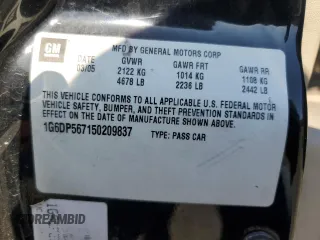 GM
MFD BY GENERAL MOTORS CORP
DATE GVWR GAWR FRT GAWR RR
03/05 2122 KG 1014 KG 1108 KG
4678 LB 2236 LB 2442 LB
THIS VEHICLE CONFORMS TO ALL APPLICABLE U.S. FEDERAL MOTOR
VEHICLE SAFETY, BUMPER, AND THEFT PREVENTION STANDARDS IN
EFFECT ON THE DATE OF MANUFACTURE SHOWN ABOVE.
1G6DP567150209837 TYPE: PASS CAR
DREAMBID